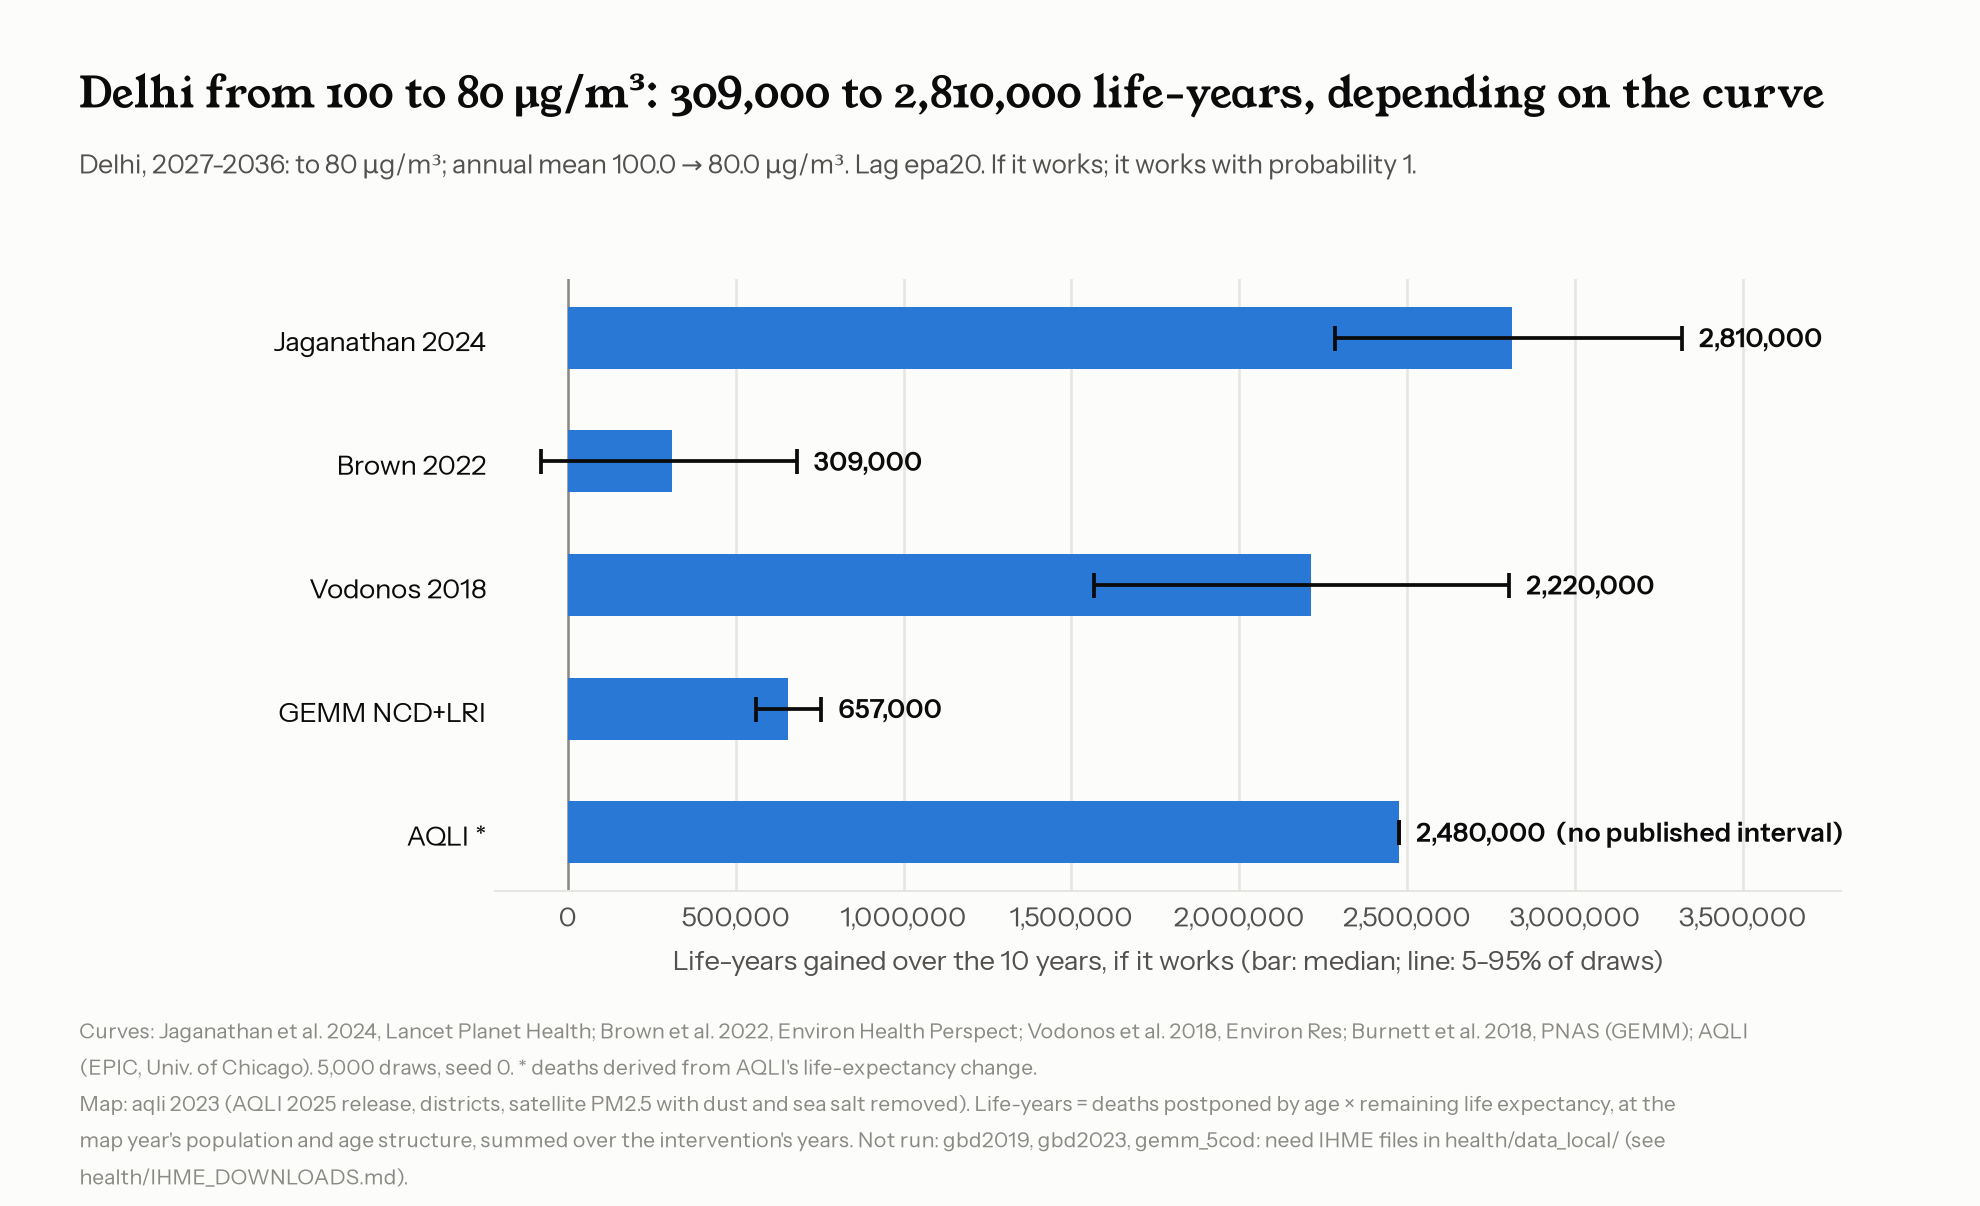 Delhi from 100 to 80 µg/m³: 309,000 to 2,810,000 life-years, depending on the curve
Delhi, 2027-2036: to 80 µg/m³; annual mean 100.0 → 80.0 µg/m³. Lag epa20. If it works; it works with probability 1.
Jaganathan 2024
2,810,000
Brown 2022
309,000
Vodonos 2018
2,220,000
GEMM NCD+LRI
657,000
AQLI *
2,480,000 (no published interval)
0 500,000 1,000,000 1,500,000 2,000,000 2,500,000 3,000,000 3,500,000
Life-years gained over the 10 years, if it works (bar: median; line: 5-95% of draws)
Curves: Jaganathan et al. 2024, Lancet Planet Health; Brown et al. 2022, Environ Health Perspect; Vodonos et al. 2018, Environ Res; Burnett et al. 2018, PNAS (GEMM); AQLI
(EPIC, Univ. of Chicago). 5,000 draws, seed 0. * deaths derived from AQLI's life-expectancy change.
Map: aqli 2023 (AQLI 2025 release, districts, satellite PM2.5 with dust and sea salt removed). Life-years = deaths postponed by age × remaining life expectancy, at the
map year's population and age structure, summed over the intervention's years. Not run: gbd2019, gbd2023, gemm_5cod: need IHME files in health/data_local/ (see
health/IHME_DOWNLOADS.md).